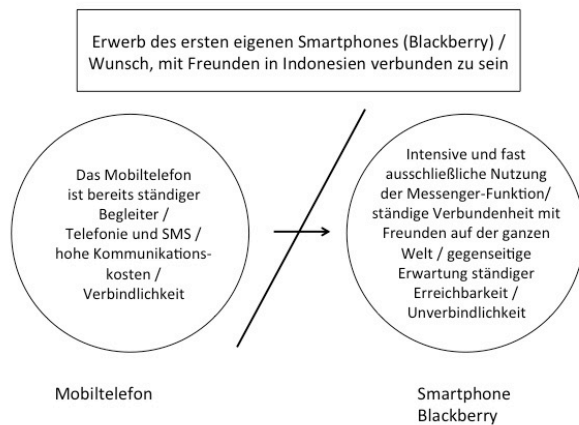 Erwerb des ersten eigenen Smartphones (Blackberry) /
Wunsch, mit Freunden in Indonesien verbunden zu sein
Das Mobiltelefon
ist bereits ständiger
Begleiter /
Telefonie und SMS /
hohe Kommunikations-
kosten /
Verbindlichkeit
Intensive und fast
ausschließliche Nutzung
der Messenger-Funktion/
ständige Verbundenheit mit
Freunden auf der ganzen
Welt / gegenseitige
Erwartung ständiger
Erreichbarkeit /
Unverbindlichkeit
Mobiltelefon
Smartphone
Blackberry